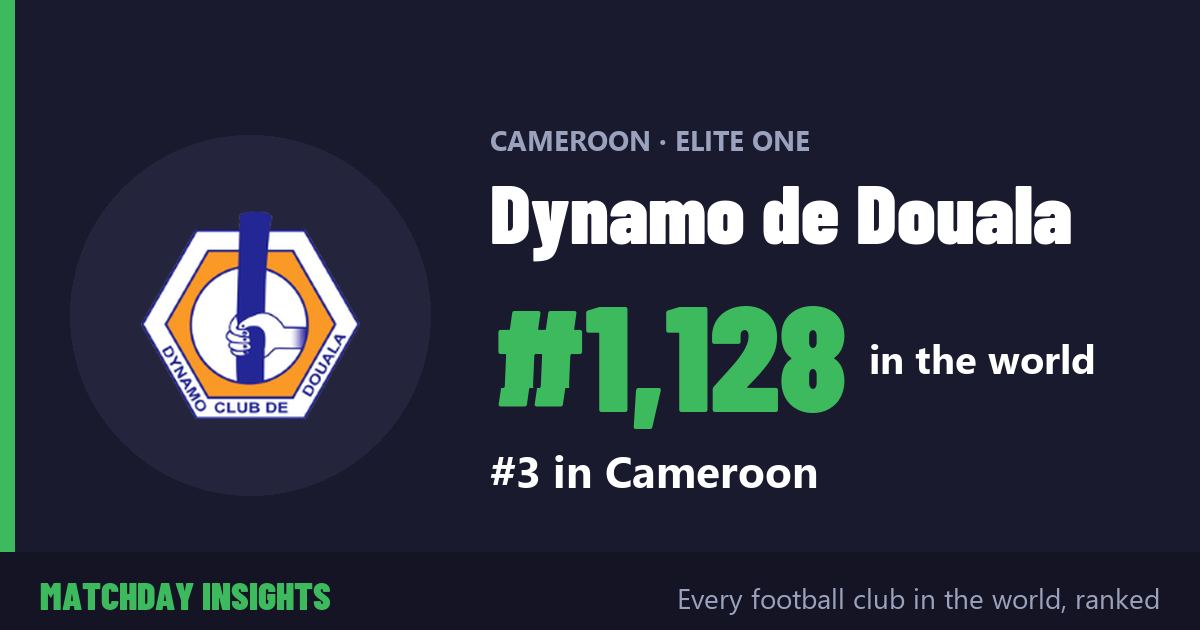 CAMEROON · ELITE ONE
Dynamo de Douala
#1,128 in the world
#3 in Cameroon
DYNAMO CLUB DE DOUALA
MATCHDAY INSIGHTS
Every football club in the world, ranked